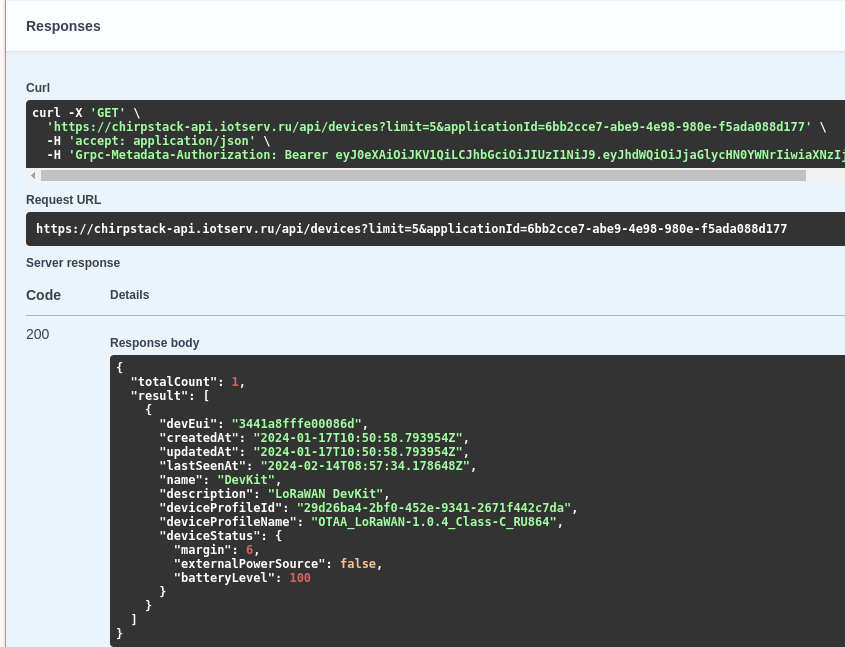 Responses
Curl
curl -X 'GET' \
  'https://chirpstack-api.iotserv.ru/api/devices?limit=5&applicationId=6bb2cce7-abe9-4e98-980e-f5ada088d177' \
  -H 'accept: application/json' \
  -H 'Grpc-Metadata-Authorization: Bearer eyJ0eXAiOiJKV1QiLCJhbGciOiJIUzI1NiJ9.eyJhdWQiOiJjaGlycHN0YWNrIiwiaXNzIj
Request URL
https://chirpstack-api.iotserv.ru/api/devices?limit=5&applicationId=6bb2cce7-abe9-4e98-980e-f5ada088d177
Server response
Code Details
200
Response body
{
  "totalCount": 1,
  "result": [
    {
      "devEui": "3441a8fffe00086d",
      "createdAt": "2024-01-17T10:50:58.793954Z",
      "updatedAt": "2024-01-17T10:50:58.793954Z",
      "lastSeenAt": "2024-02-14T08:57:34.178648Z",
      "name": "DevKit",
      "description": "LoRaWAN DevKit",
      "deviceProfileId": "29d26ba4-2bf0-452e-9341-2671f442c7da",
      "deviceProfileName": "OTAA_LoRaWAN-1.0.4_Class-C_RU864",
      "deviceStatus": {
        "margin": 6,
        "externalPowerSource": false,
        "batteryLevel": 100
      }
    }
  ]
}